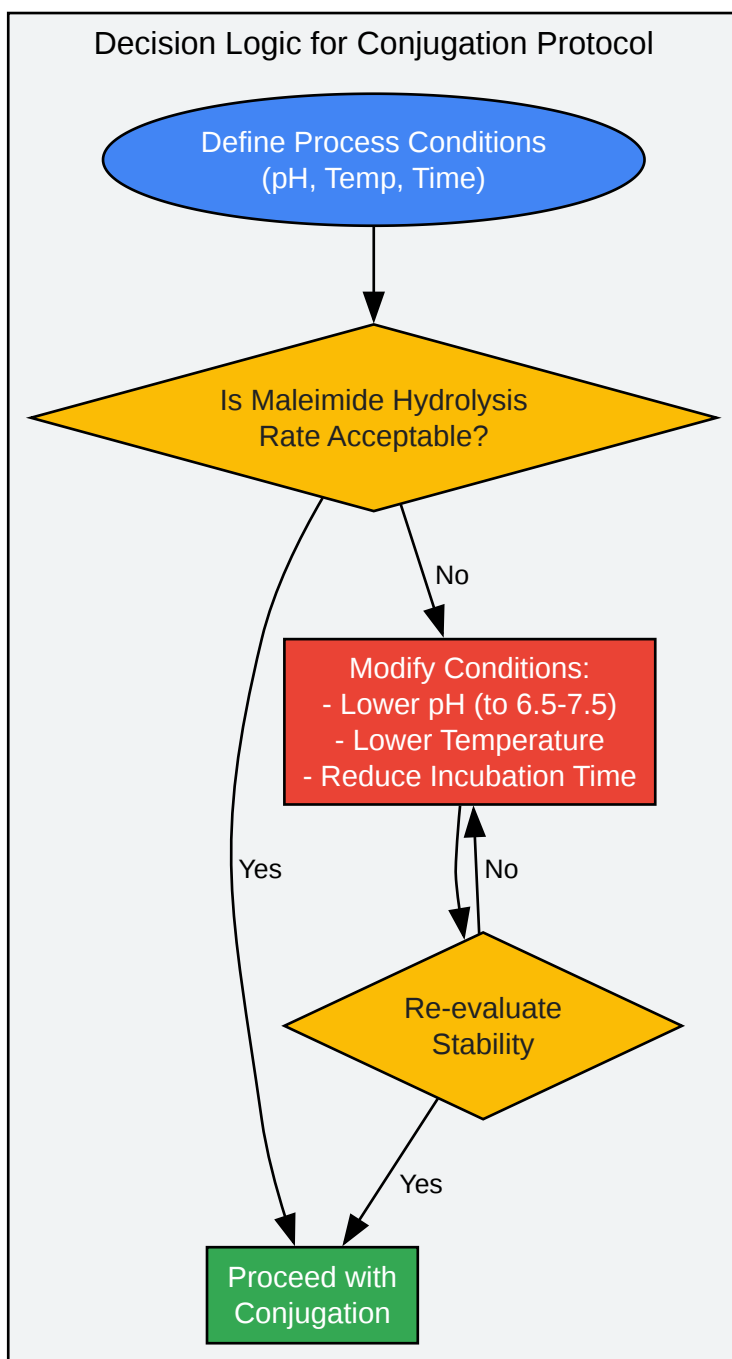 Decision Logic for Conjugation Protocol
Define Process Conditions
(pH, Temp, Time)
Is Maleimide Hydrolysis
Rate Acceptable?
No
Modify Conditions:
- Lower pH (to 6.5-7.5)
- Lower Temperature
- Reduce Incubation Time
Yes
No
Re-evaluate
Stability
Yes
Proceed with
Conjugation